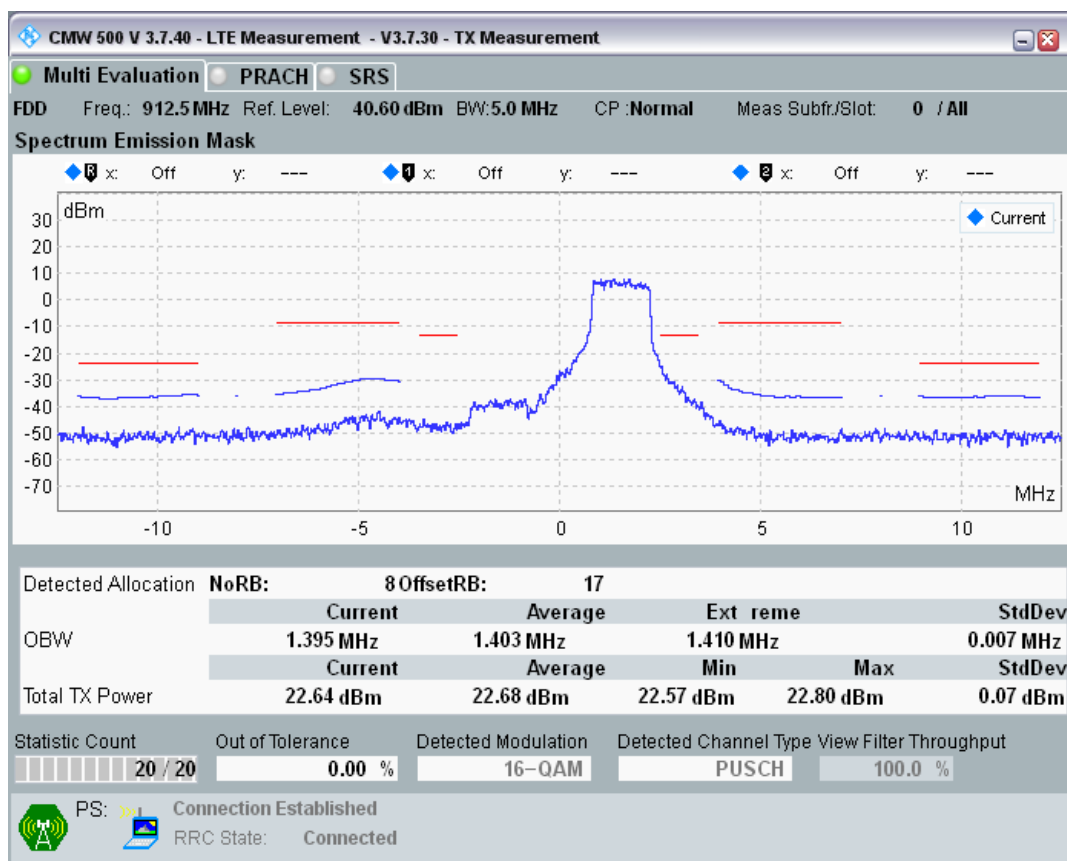 CMW 500 V 3.7.40 - LTE Measurement - V3.7.30 - TX Measurement
Multi Evaluation PRACH SRS
FDD Freq.: 912.5 MHz Ref. Level: 40.60 dBm BW:5.0 MHz CP :Normal Meas Subfr./Slot: 0 / All
Spectrum Emission Mask
R x: Off y: --- 1 x: Off y: --- 2 x: Off y: ---
dBm
Current
30
20
10
0
-10
-20
-30
-40
-50
-60
-70
MHz
-10 -5 0 5 10
Detected Allocation NoRB: 8 OffsetRB: 17
Current Average Ext reme StdDev
OBW 1.395 MHz 1.403 MHz 1.410 MHz 0.007 MHz
Current Average Min Max StdDev
Total TX Power 22.64 dBm 22.68 dBm 22.57 dBm 22.80 dBm 0.07 dBm
Statistic Count Out of Tolerance Detected Modulation Detected Channel Type View Filter Throughput
20 / 20 0.00 % 16-QAM PUSCH 100.0 %
PS: Connection Established
RRC State: Connected